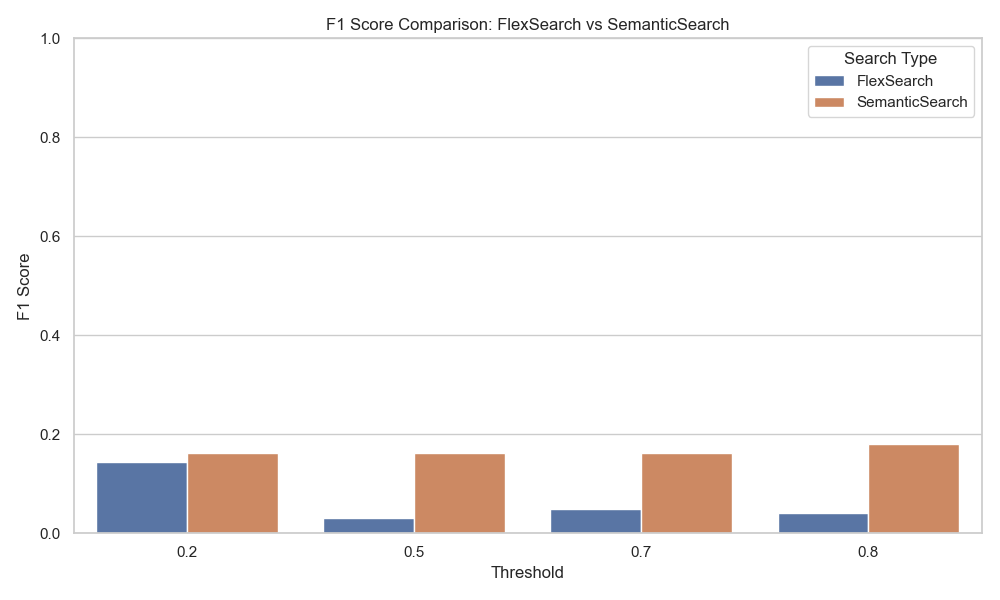 F1 Score Comparison: FlexSearch vs SemanticSearch
Search Type
FlexSearch
SemanticSearch
F1 Score
1.0
0.8
0.6
0.4
0.2
0.0
0.2 0.5 0.7 0.8
Threshold